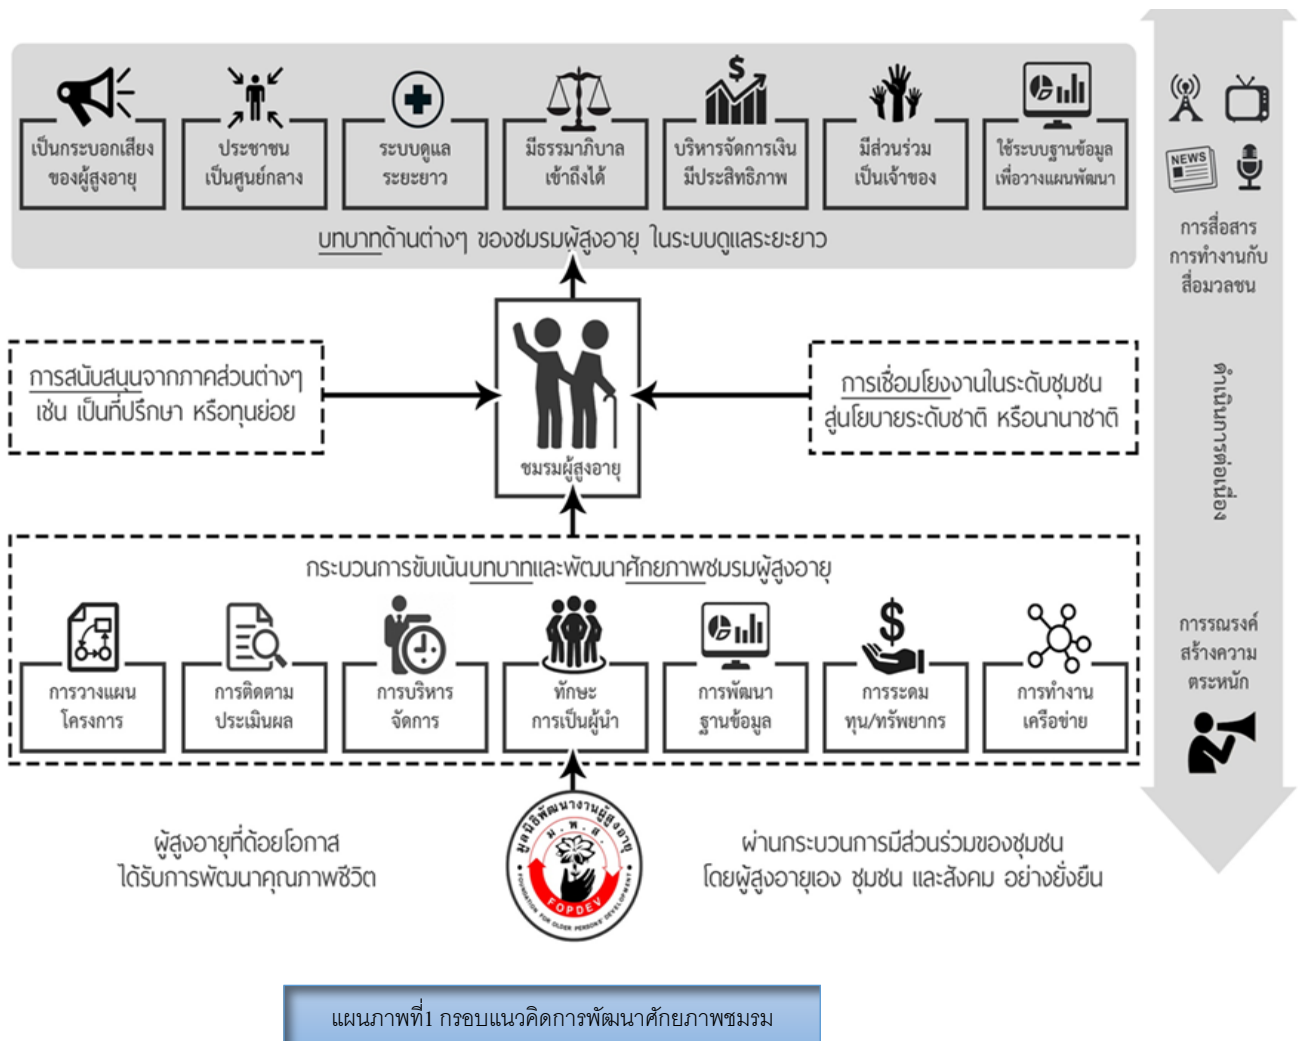 เป็นกระบอกเสียง
ของผู้สูงอายุ
ประชาชน
เป็นศูนย์กลาง
ระบบดูแล
ระยะยาว
มีธรรมาภิบาล
เข้าถึงได้
บริหารจัดการเงิน
มีประสิทธิภาพ
มีส่วนร่วม
เป็นเจ้าของ
ใช้ระบบฐานข้อมูล
เพื่อวางแผนพัฒนา
บทบาทด้านต่างๆ ของชมรมผู้สูงอายุ ในระบบดูแลระยะยาว
NEWS
การสื่อสาร
การทำงานกับ
สื่อมวลชน
การสนับสนุนจากภาคส่วนต่างๆ
เช่น เป็นที่ปรึกษา หรือทุนย่อย
ชมรมผู้สูงอายุ
การเชื่อมโยงงานในระดับชุมชน
สู่นโยบายระดับชาติ หรือนานาชาติ
ดำเนินการต่อเนื่อง
กระบวนการขับเน้นบทบาทและพัฒนาศักยภาพชมรมผู้สูงอายุ
การวางแผน
โครงการ
การติดตาม
ประเมินผล
การบริหาร
จัดการ
ทักษะ
การเป็นผู้นำ
การพัฒนา
ฐานข้อมูล
การระดม
ทุน/ทรัพยากร
การทำงาน
เครือข่าย
การรณรงค์
สร้างความ
ตระหนัก
ผู้สูงอายุที่ด้อยโอกาส
ได้รับการพัฒนาคุณภาพชีวิต
มูลนิธิพัฒนางานผู้สูงอายุ
ม.พ.ส.
FOPDEV
FOUNDATION FOR OLDER PERSONS' DEVELOPMENT
ผ่านกระบวนการมีส่วนร่วมของชุมชน
โดยผู้สูงอายุเอง ชุมชน และสังคม อย่างยั่งยืน
แผนภาพที่1 กรอบแนวคิดการพัฒนาศักยภาพชมรม